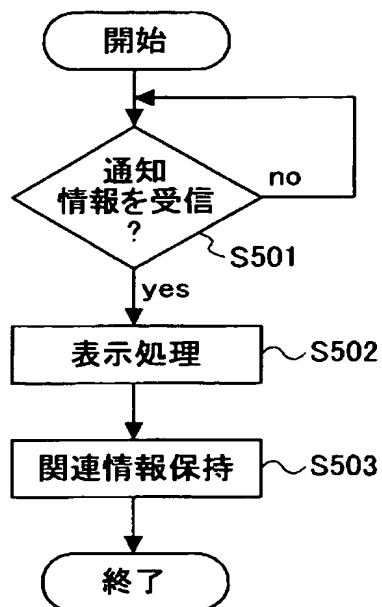 開始
通知
情報を受信
?
no
S501
yes
表示処理
S502
関連情報保持
S503
終了